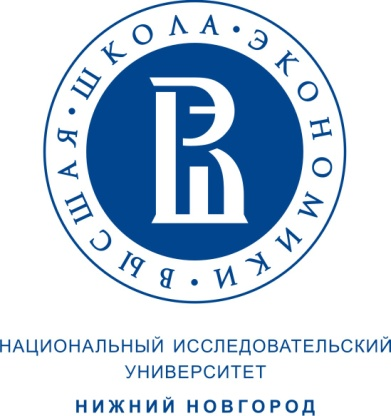 ВЫСШАЯ · ШКОЛА · ЭКОНОМИКИ ·
НАЦИОНАЛЬНЫЙ ИССЛЕДОВАТЕЛЬСКИЙ
УНИВЕРСИТЕТ
НИЖНИЙ НОВГОРОД